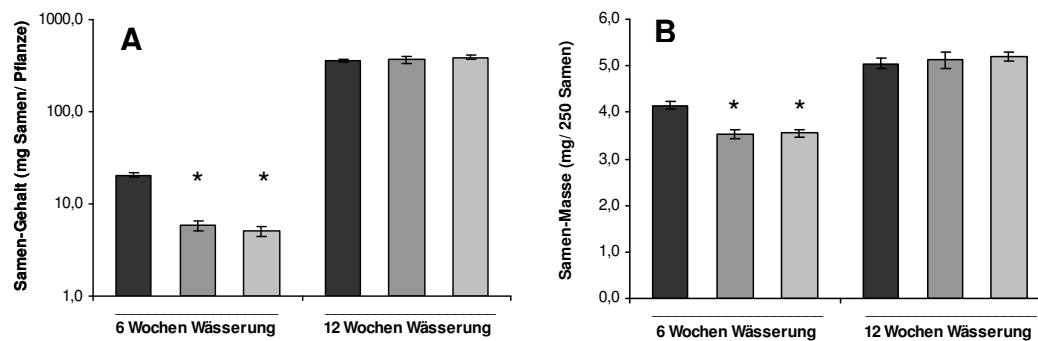 A
Samen-Gehalt (mg Samen/ Pflanze)
1000,0
100,0
10,0
1,0
* *
6 Wochen Wässerung
12 Wochen Wässerung
B
Samen-Masse (mg/ 250 Samen)
6,0
5,0
4,0
3,0
2,0
1,0
0,0
* *
6 Wochen Wässerung
12 Wochen Wässerung